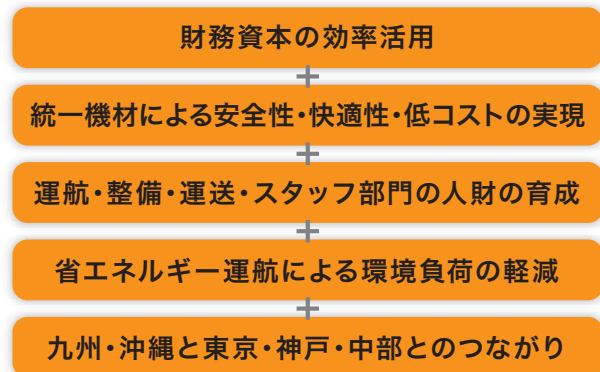 財務資本の効率活用
+
統一機材による安全性・快適性・低コストの実現
+
運航・整備・運送・スタッフ部門の人財の育成
+
省エネルギー運航による環境負荷の軽減
+
九州・沖縄と東京・神戸・中部とのつながり